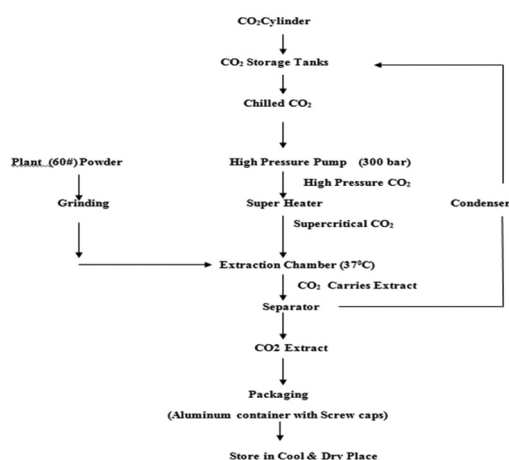 CO₂Cylinder
CO₂ Storage Tanks
Chilled CO₂
Plant (60#) Powder
High Pressure Pump (300 bar)
High Pressure CO₂
Grinding
Super Heater
Condenser
Supercritical CO₂
Extraction Chamber (37⁰C)
CO₂ Carries Extract
Separator
CO2 Extract
Packaging
(Aluminum container with Screw caps)
Store in Cool & Dry Place